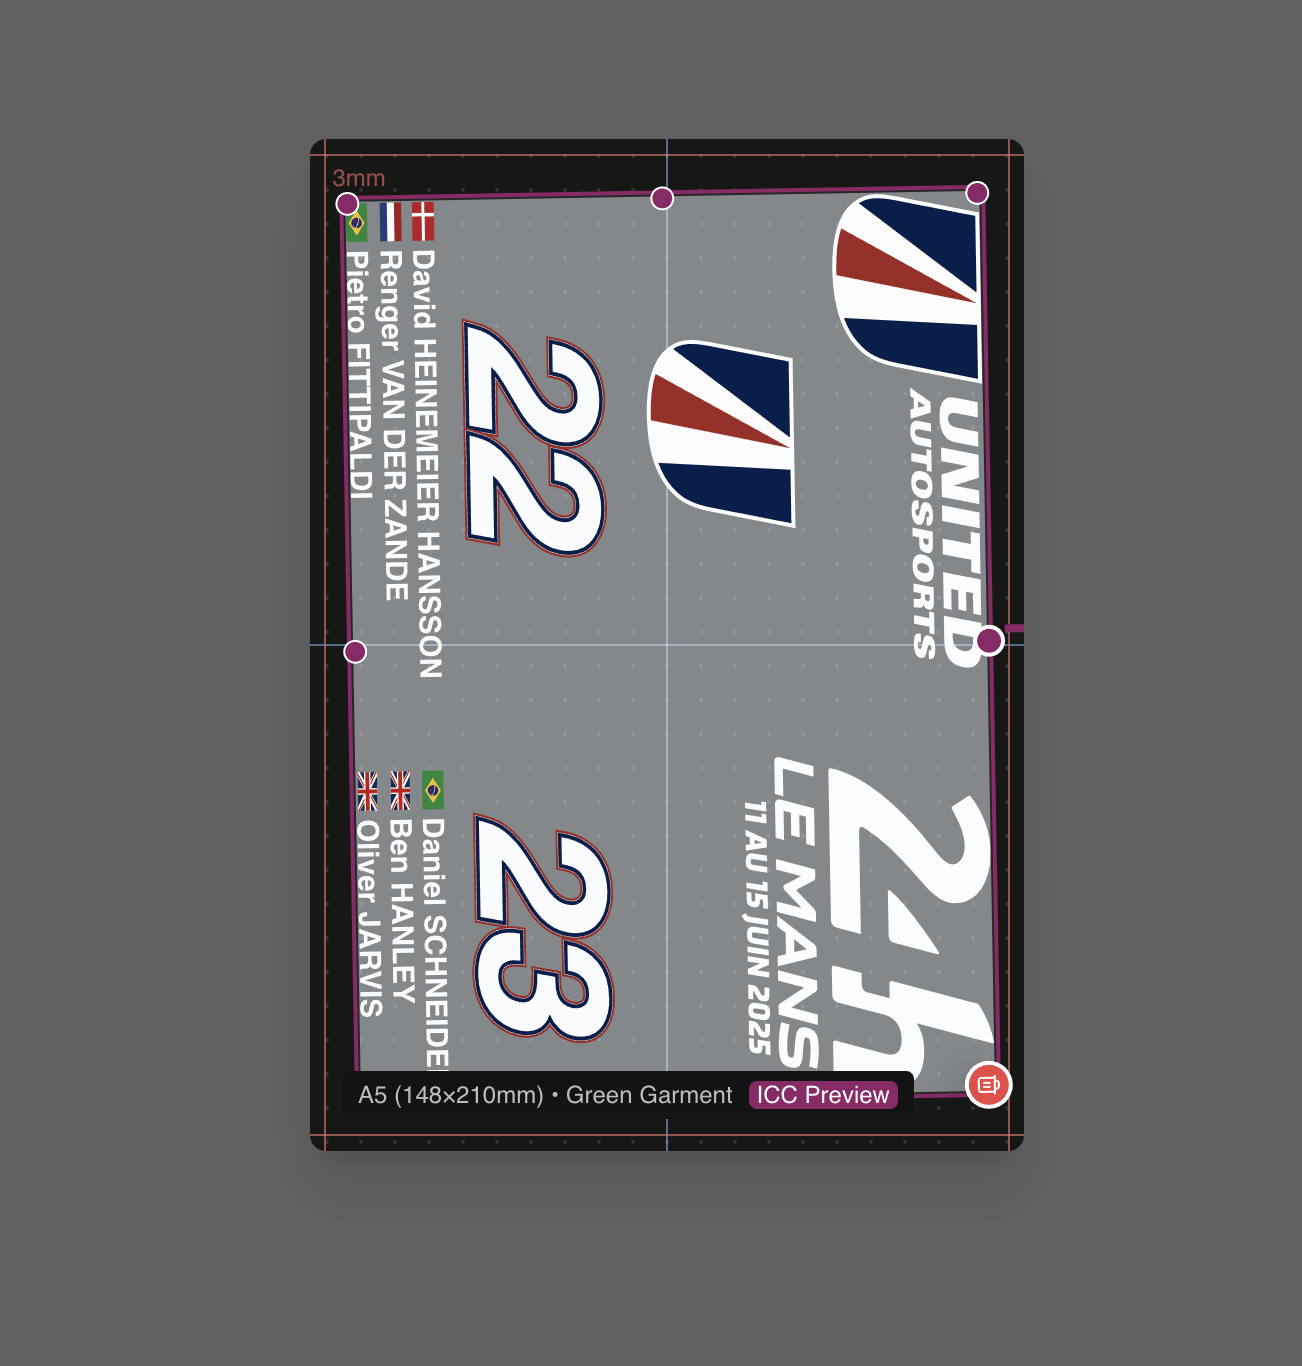 3mm
UNITED
AUTOSPORTS
24h
LE MANS
11 AU 15 JUIN 2025
22
David HEINEMEIER HANSSON
Renger VAN DER ZANDE
Pietro FITTIPALDI
23
Daniel SCHNEIDE
Ben HANLEY
Oliver JARVIS
A5 (148×210mm) • Green Garment ICC Preview